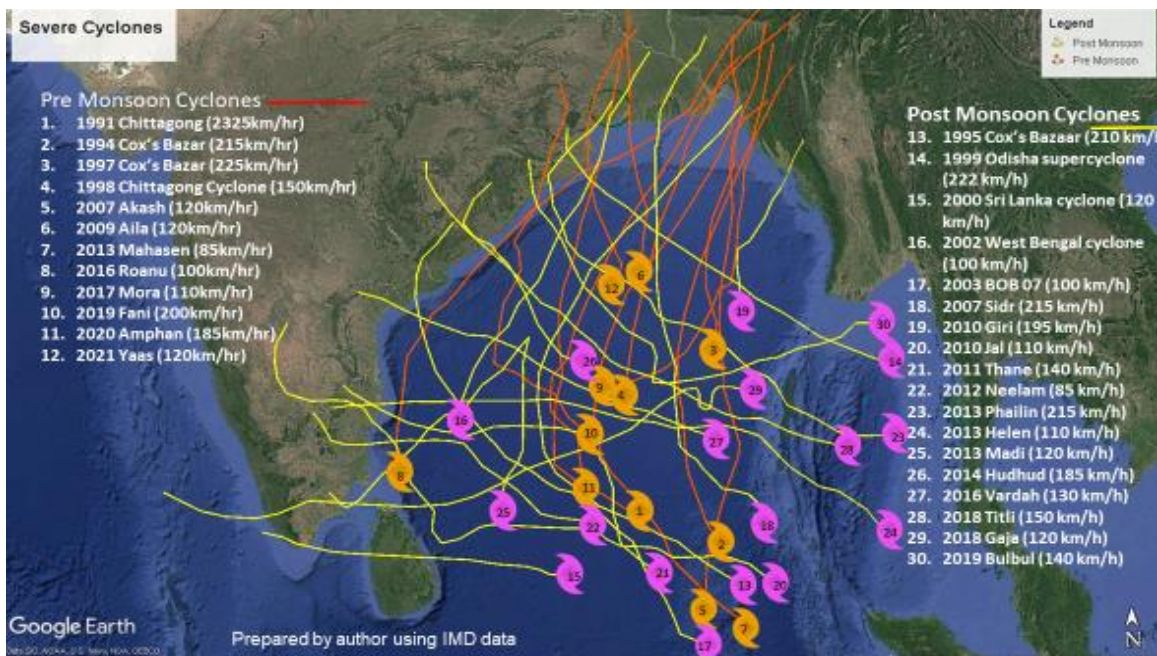 Severe Cyclones
Legend
Post Monsoon
Pre Monsoon
Pre Monsoon Cyclones
1. 1991 Chittagong (2325km/hr)
2. 1994 Cox's Bazar (215km/hr)
3. 1997 Cox's Bazar (225km/hr)
4. 1998 Chittagong Cyclone (150km/hr)
5. 2007 Akash (120km/hr)
6. 2009 Aila (120km/hr)
7. 2013 Mahasen (85km/hr)
8. 2016 Roanu (100km/hr)
9. 2017 Mora (110km/hr)
10. 2019 Fani (200km/hr)
11. 2020 Amphan (185km/hr)
12. 2021 Yaas (120km/hr)
Post Monsoon Cyclones
13. 1995 Cox's Bazaar (210 km/
14. 1999 Odisha supercyclone
(222 km/h)
15. 2000 Sri Lanka cyclone (120
km/h)
16. 2002 West Bengal cyclone
(100 km/h)
17. 2003 BOB 07 (100 km/h)
18. 2007 Sidr (215 km/h)
19. 2010 Giri (195 km/h)
20. 2010 Jal (110 km/h)
21. 2011 Thane (140 km/h)
22. 2012 Neelam (85 km/h)
23. 2013 Phailin (215 km/h)
24. 2013 Helen (110 km/h)
25. 2013 Madi (120 km/h)
26. 2014 Hudhud (185 km/h)
27. 2016 Vardah (130 km/h)
28. 2018 Titli (150 km/h)
29. 2018 Gaja (120 km/h)
30. 2019 Bulbul (140 km/h)
6
12
19
30
3
14
26
9
4
29
16
10
27
28
23
8
11
25
1
22
18
24
2
15
21
13
20
5
7
17
Google Earth
Prepared by author using IMD data
N